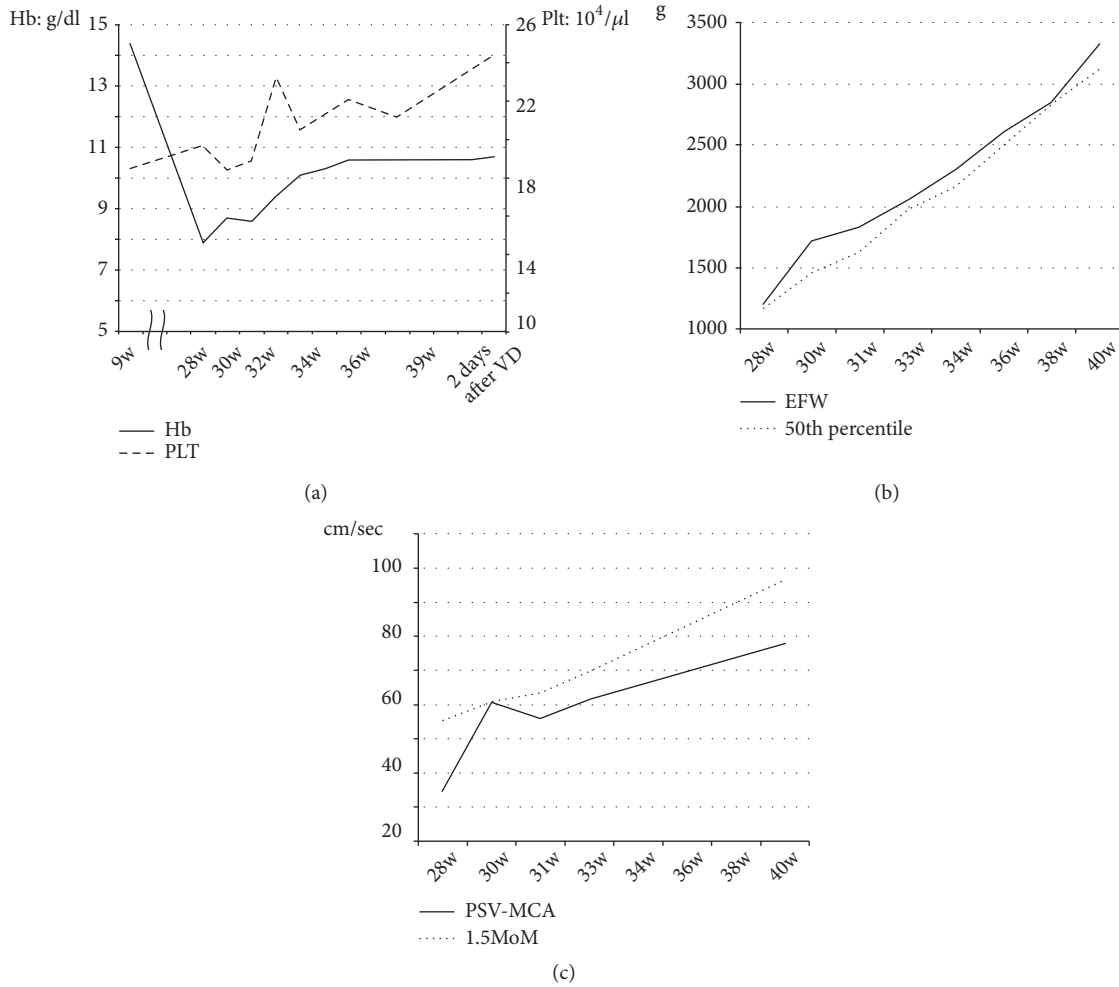 Hb: g/dl
Plt: 10⁴/μl
15
13
11
9
7
5
26
22
18
14
10
9w
28w
30w
32w
34w
36w
39w
2 days
after VD
Hb
PLT
(a)
g
3500
3000
2500
2000
1500
1000
28w
30w
31w
33w
34w
36w
38w
40w
EFW
50th percentile
(b)
cm/sec
100
80
60
40
20
28w
30w
31w
33w
34w
36w
38w
40w
PSV-MCA
1.5MoM
(c)